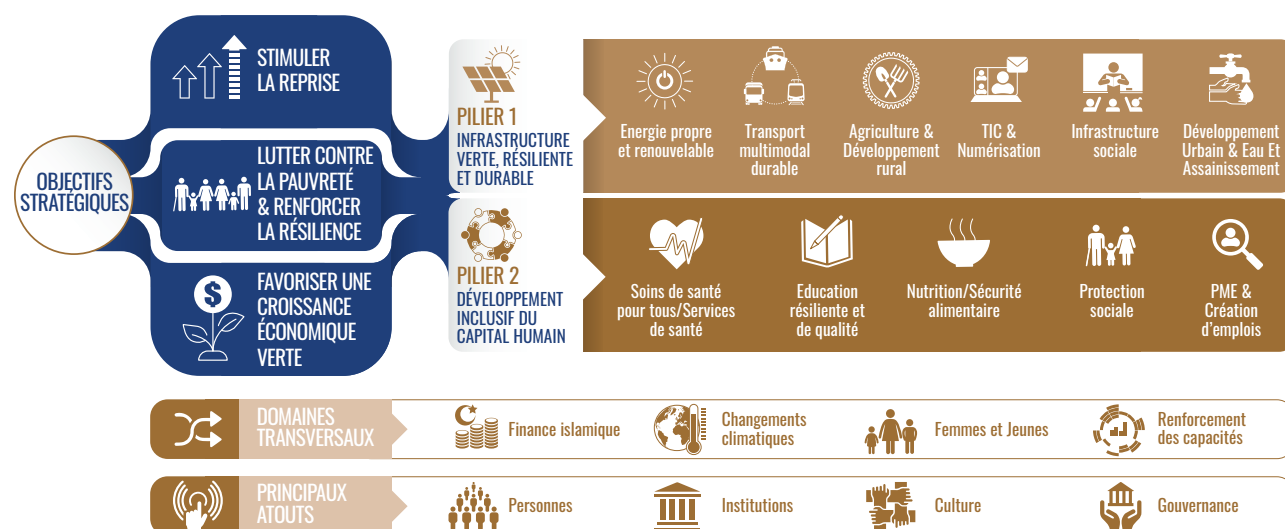 OBJECTIFS
STRATÉGIQUES
STIMULER
LA REPRISE
LUTTER CONTRE
LA PAUVRETÉ
& RENFORCER
LA RÉSILIENCE
$
FAVORISER UNE
CROISSANCE
ÉCONOMIQUE
VERTE
PILIER 1
INFRASTRUCTURE
VERTE, RÉSILIENTE
ET DURABLE
Energie propre
et renouvelable
Transport
multimodal
durable
Agriculture &
Développement
rural
TIC &
Numérisation
Infrastructure
sociale
Développement
Urbain & Eau Et
Assainissement
PILIER 2
DÉVELOPPEMENT
INCLUSIF DU
CAPITAL HUMAIN
Soins de santé
pour tous/Services
de santé
Education
résiliente et
de qualité
Nutrition/Sécurité
alimentaire
Protection
sociale
PME &
Création
d'emplois
DOMAINES
TRANSVERSAUX
Finance islamique
Changements
climatiques
Femmes et Jeunes
Renforcement
des capacités
PRINCIPAUX
ATOUTS
Personnes
Institutions
Culture
Gouvernance